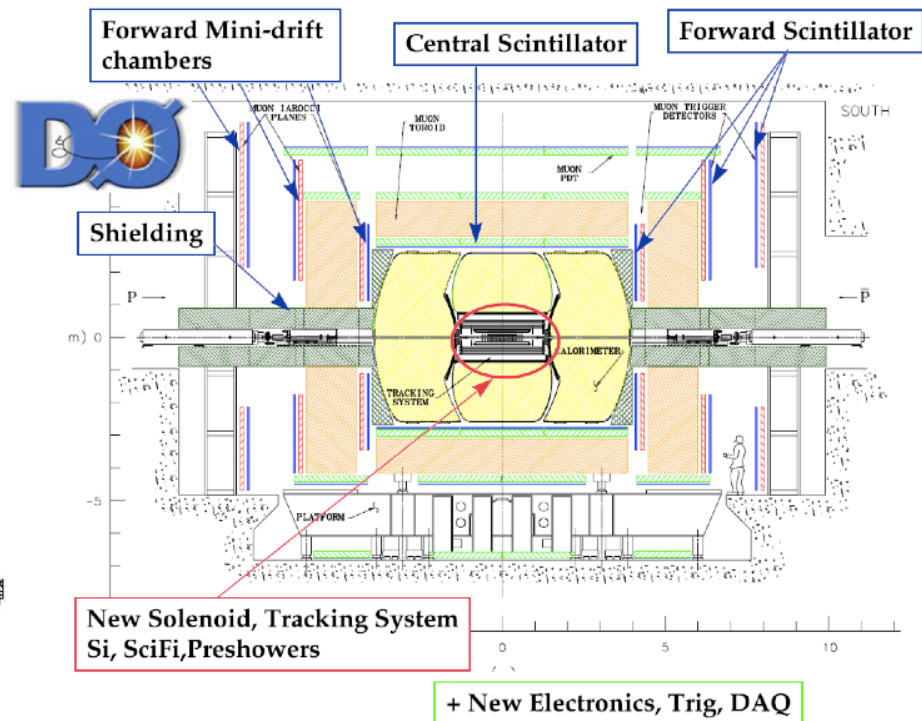 Forward Mini-drift
chambers
Central Scintillator
Forward Scintillator
DØ
MUON IAROCCI
PLANES
MUON
TOROID
MUON TRIGGER
DETECTORS
SOUTH
MUON
PDT
Shielding
P
P̅
m) 0
ALORIMETER
TRACKING
SYSTEM
-5
PLATFORM
New Solenoid, Tracking System
Si, SciFi,Preshowers
0 5 10
+ New Electronics, Trig, DAQ